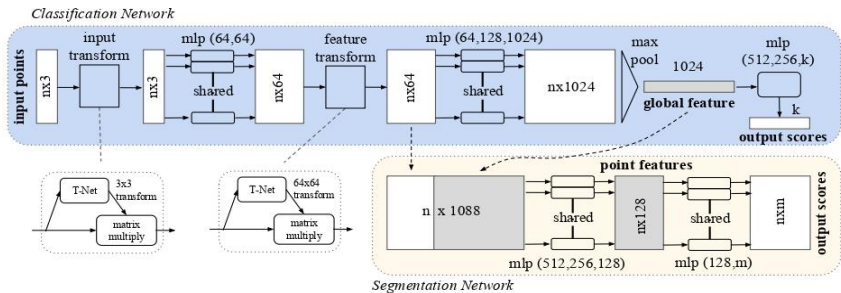 Classification Network
input points
nx3
input
transform
nx3
mlp (64,64)
shared
nx64
feature
transform
nx64
mlp (64,128,1024)
shared
nx1024
max
pool
1024
global feature
mlp
(512,256,k)
k
output scores
T-Net
3x3
transform
matrix
multiply
T-Net
64x64
transform
matrix
multiply
point features
n x 1088
shared
mlp (512,256,128)
nx128
shared
mlp (128,m)
nxm
output scores
Segmentation Network